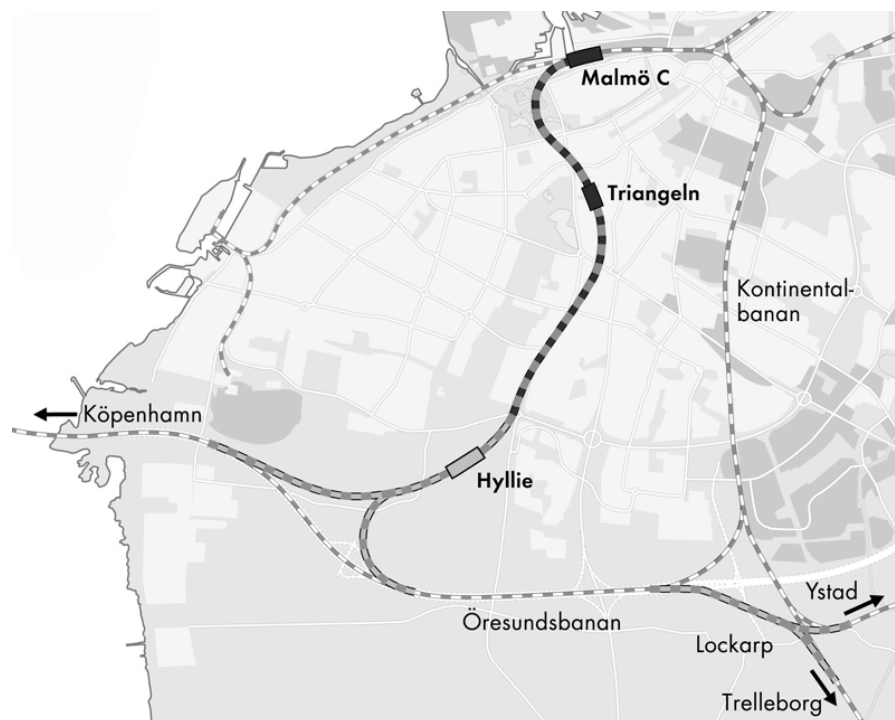 Malmö C
Triangeln
Kontinental-
banan
Köpenhamn
Hyllie
Ystad
Öresundsbanan
Lockarp
Trelleborg